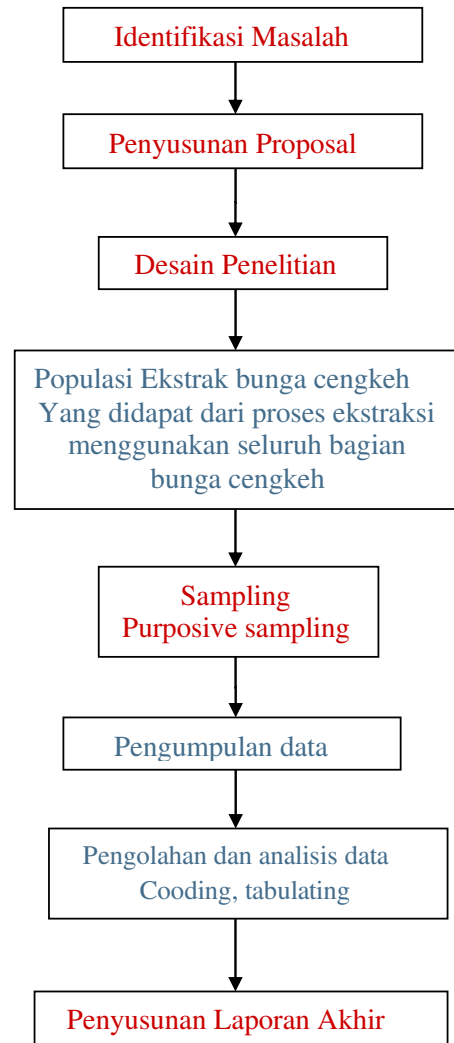 Identifikasi Masalah
Penyusunan Proposal
Desain Penelitian
Populasi Ekstrak bunga cengkeh
Yang didapat dari proses ekstraksi
menggunakan seluruh bagian
bunga cengkeh
Sampling
Purposive sampling
Pengumpulan data
Pengolahan dan analisis data
Cooding, tabulating
Penyusunan Laporan Akhir